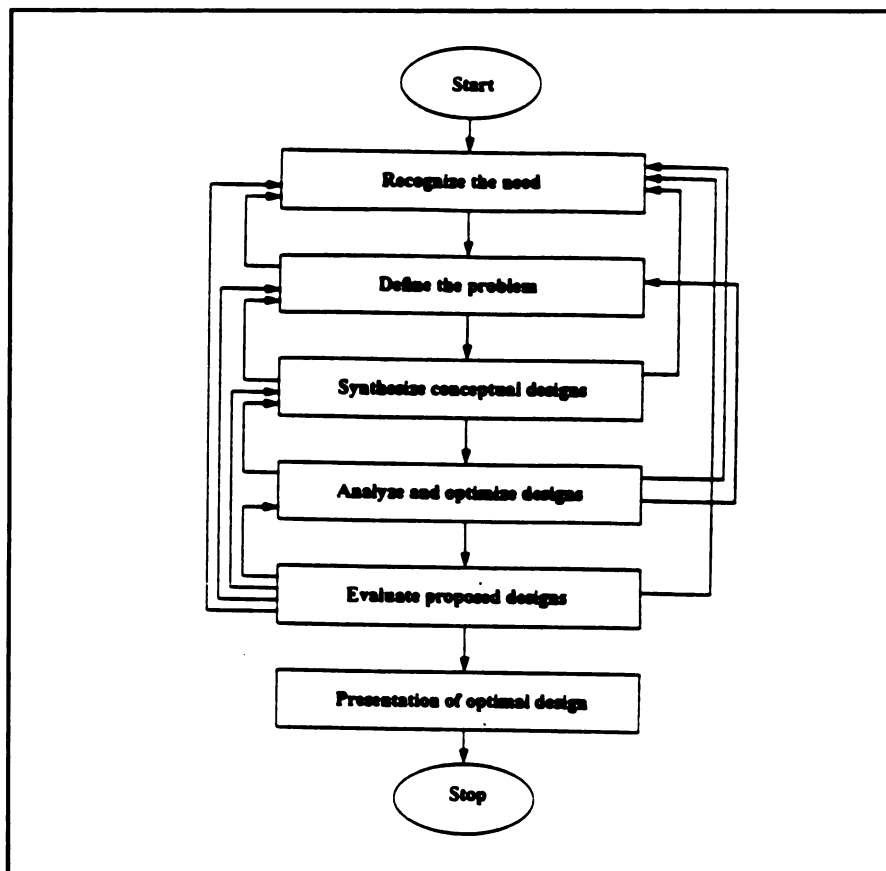 Start
Recognize the need
Define the problem
Synthesize conceptual designs
Analyze and optimize designs
Evaluate proposed designs
Presentation of optimal design
Stop